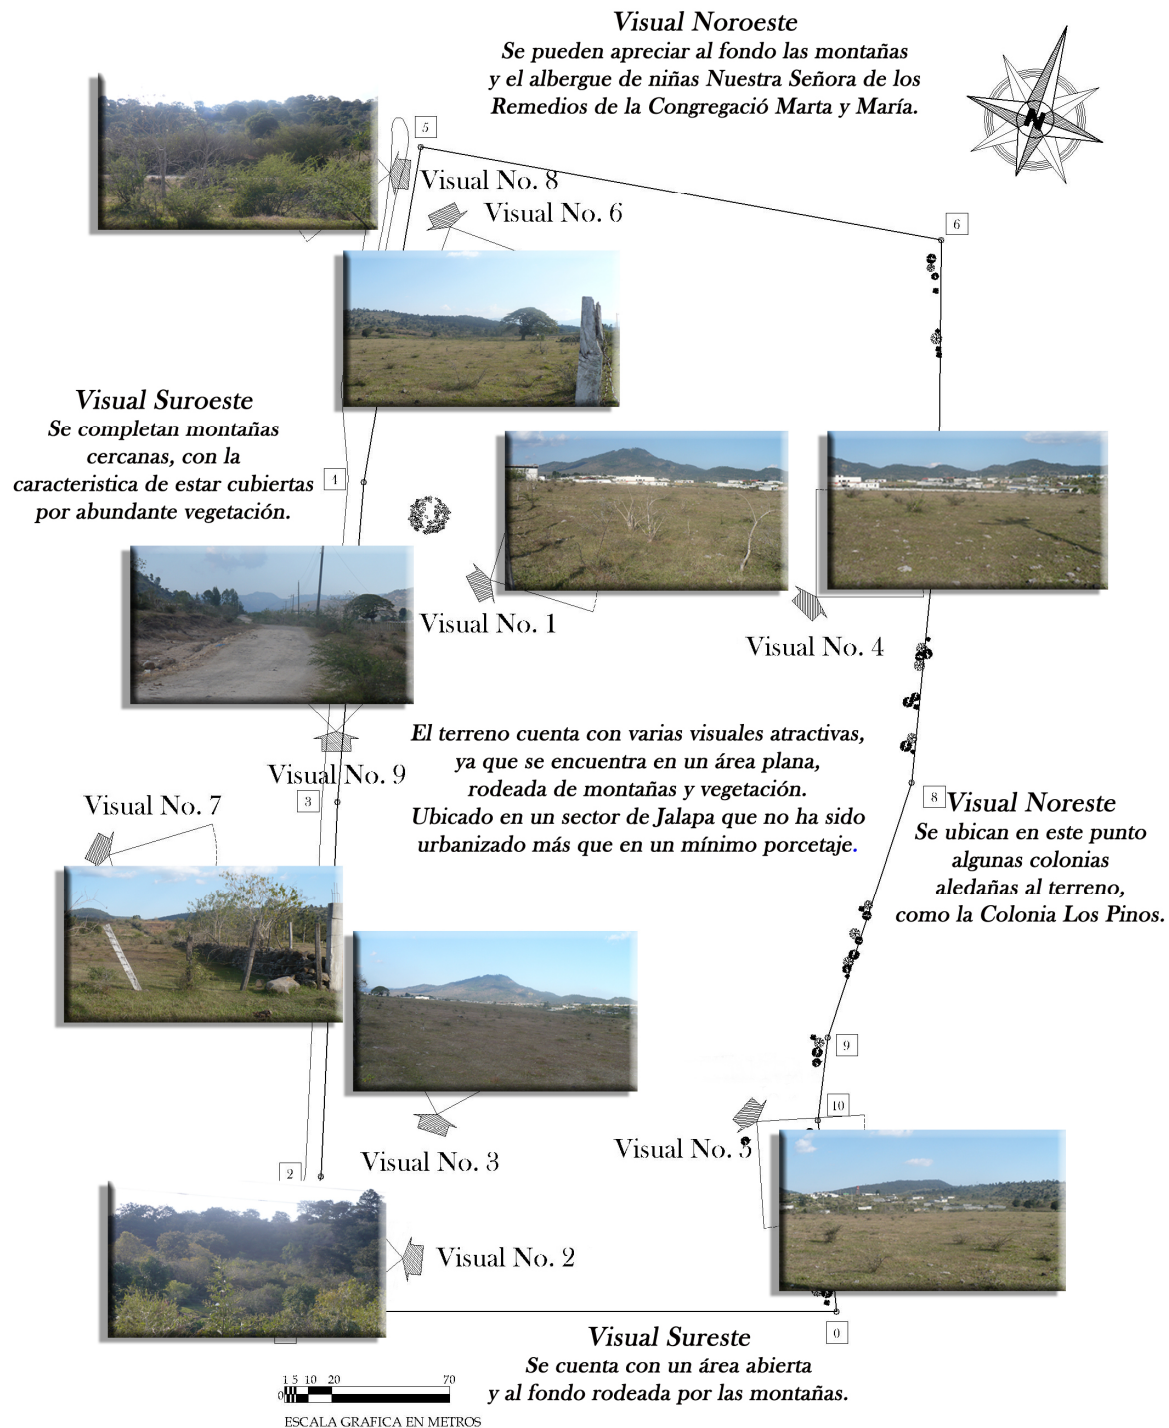 Visual Noroeste
Se pueden apreciar al fondo las montañas
y el albergue de niñas Nuestra Señora de los
Remedios de la Congregació Marta y María.
N
5
Visual No. 8
Visual No. 6
6
Visual Suroeste
Se completan montañas
cercanas, con la
caracteristica de estar cubiertas
por abundante vegetación.
4
Visual No. 1
Visual No. 4
El terreno cuenta con varias visuales atractivas,
ya que se encuentra en un área plana,
rodeada de montañas y vegetación.
Ubicado en un sector de Jalapa que no ha sido
urbanizado más que en un mínimo porcetaje.
Visual No. 9
3
Visual No. 7
8
Visual Noreste
Se ubican en este punto
algunas colonias
aledañas al terreno,
como la Colonia Los Pinos.
9
10
Visual No. 5
Visual No. 3
2
Visual No. 2
0
Visual Sureste
Se cuenta con un área abierta
y al fondo rodeada por las montañas.
1 5 10 20 70
0
ESCALA GRAFICA EN METROS